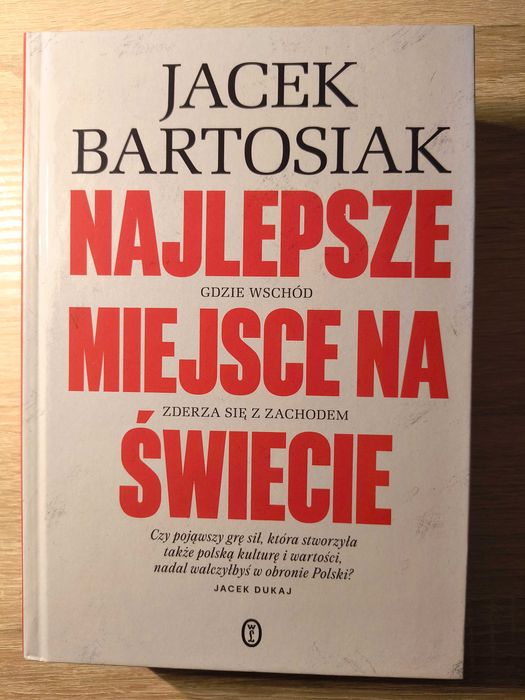 JACEK
BARTOSIAK
NAJLEPSZE
GDZIE WSCHÓD
MIEJSCE NA
ZDERZA SIĘ Z ZACHODEM
ŚWIECIE
Czy pojąwszy grę sił, która stworzyła
także polską kulturę i wartości,
nadal walczyłbyś w obronie Polski?
JACEK DUKAJ